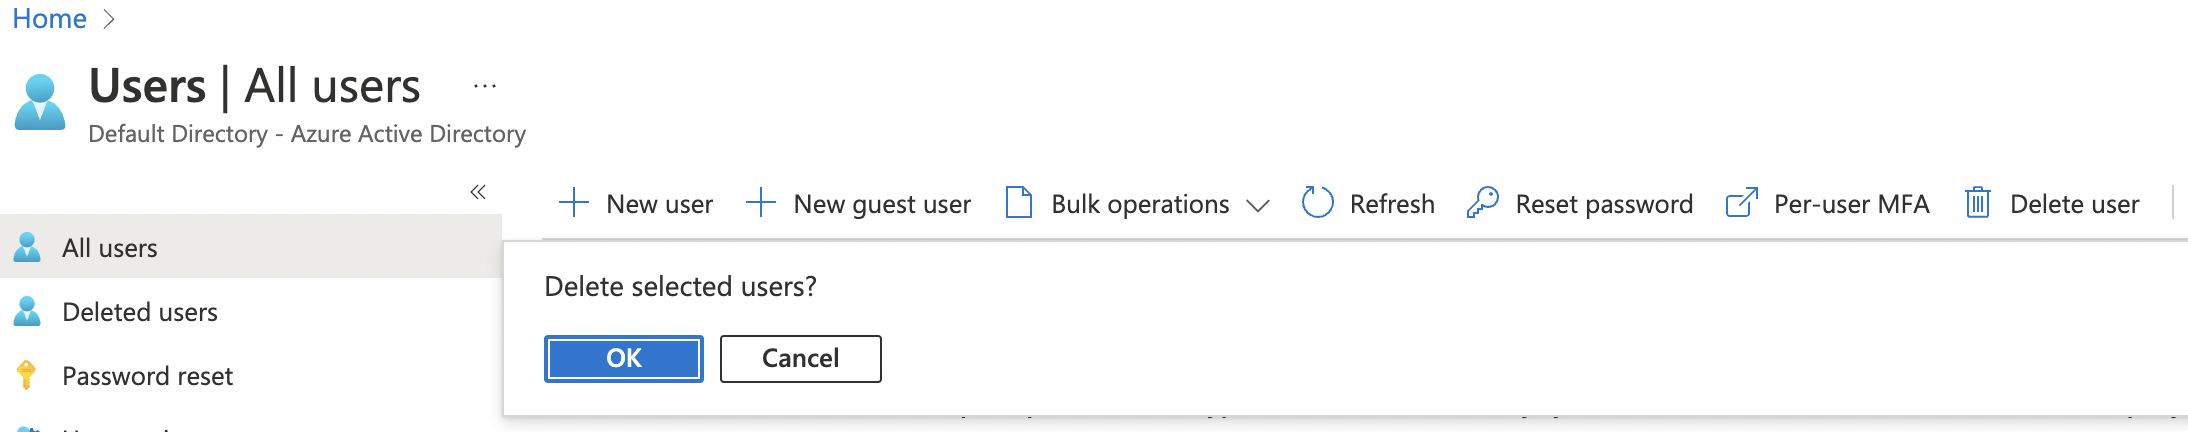 Home
Users | All users ...
Default Directory - Azure Active Directory
New user
New guest user
Bulk operations
Refresh
Reset password
Per-user MFA
Delete user
All users
Deleted users
Password reset
Delete selected users?
OK
Cancel